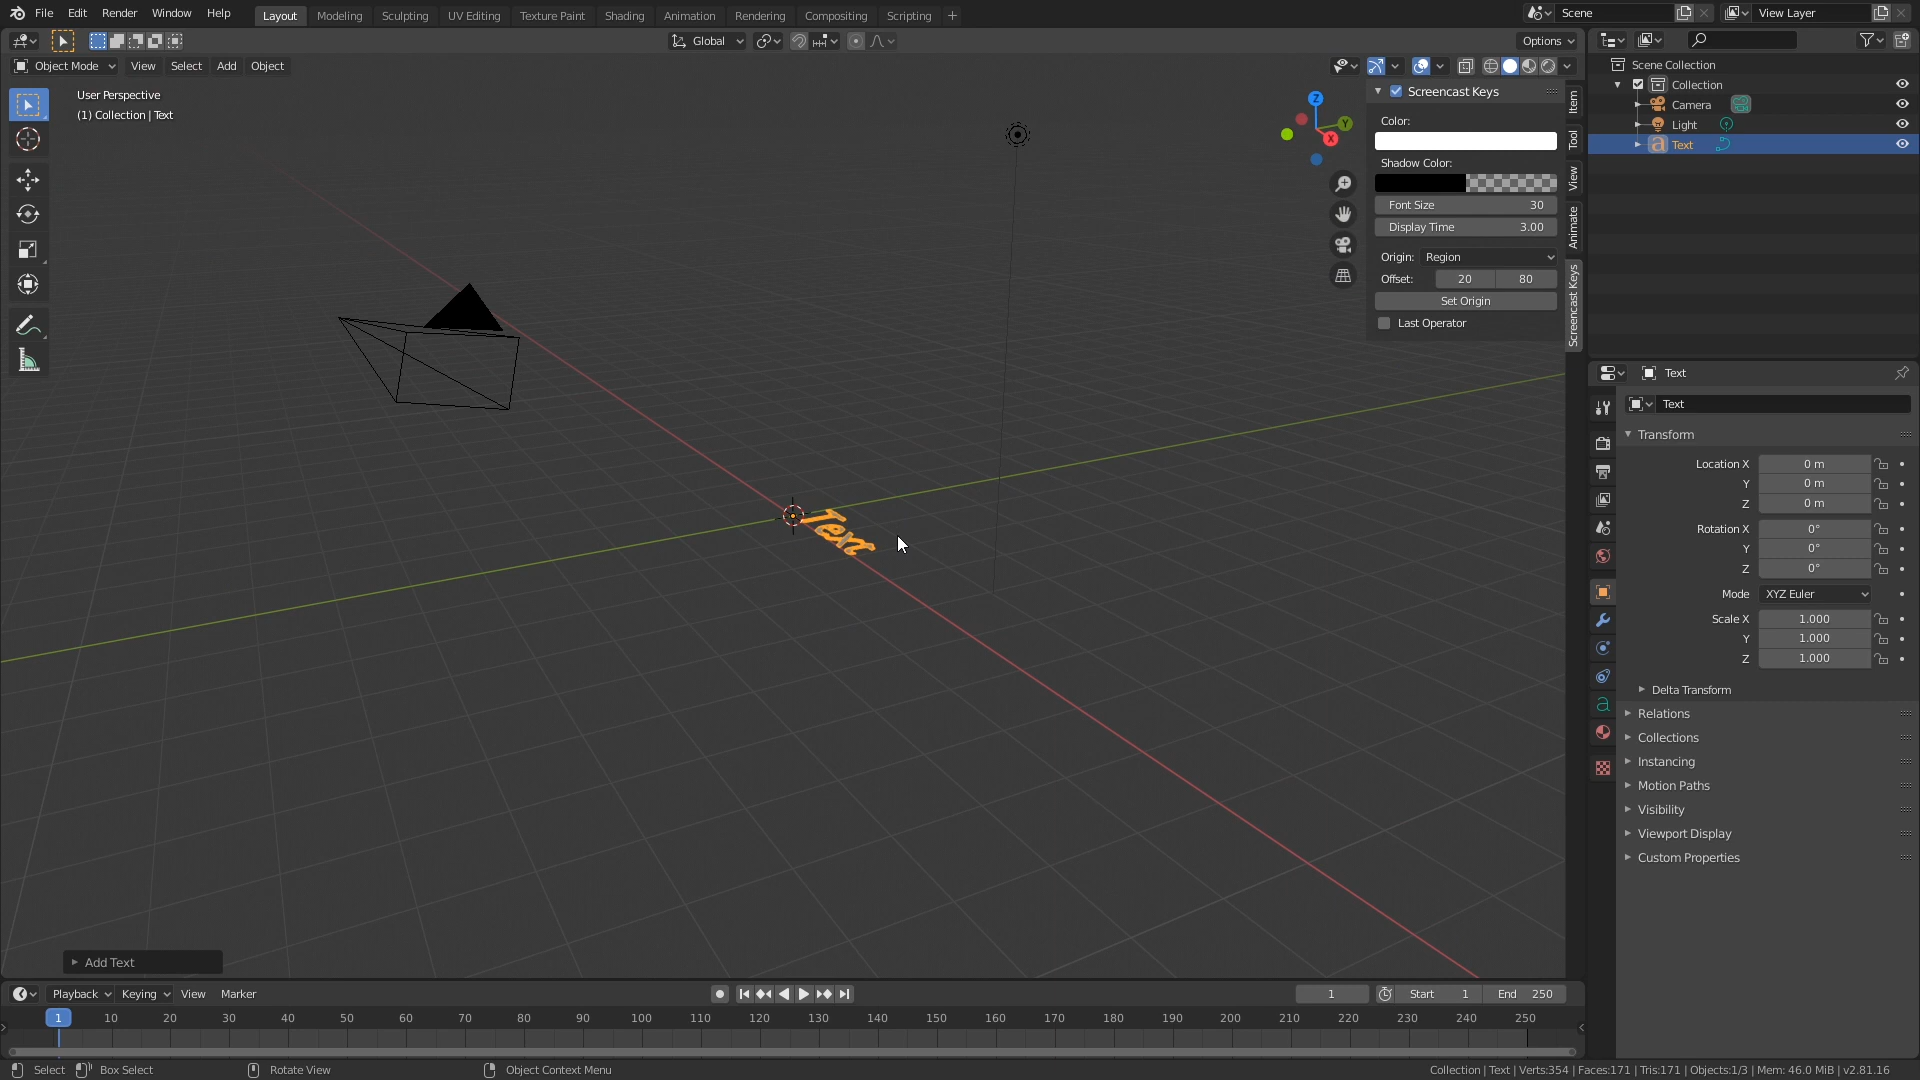 File Edit Render Window Help Layout Modeling Sculpting UV Editing Texture Paint Shading Animation Rendering Compositing Scripting + Scene View Layer
Global Options
Object Mode View Select Add Object
User Perspective
(1) Collection | Text
Z
Y
X
Text
Screencast Keys
Color:
Shadow Color:
Font Size 30
Display Time 3.00
Origin: Region
Offset: 20 80
Set Origin
Last Operator
Item
Tool
View
Animate
Screencast Keys
Scene Collection
Collection
Camera
Light
Text
Text
Text
Transform
Location X 0 m
Y 0 m
Z 0 m
Rotation X 0°
Y 0°
Z 0°
Mode XYZ Euler
Scale X 1.000
Y 1.000
Z 1.000
Delta Transform
Relations
Collections
Instancing
Motion Paths
Visibility
Viewport Display
Custom Properties
Add Text
Playback Keying View Marker 1 Start 1 End 250
1 10 20 30 40 50 60 70 80 90 100 110 120 130 140 150 160 170 180 190 200 210 220 230 240 250
Select Box Select Rotate View Object Context Menu Collection | Text | Verts:354 | Faces:171 | Tris:171 | Objects:1/3 | Mem: 46.0 MiB | v2.81.16